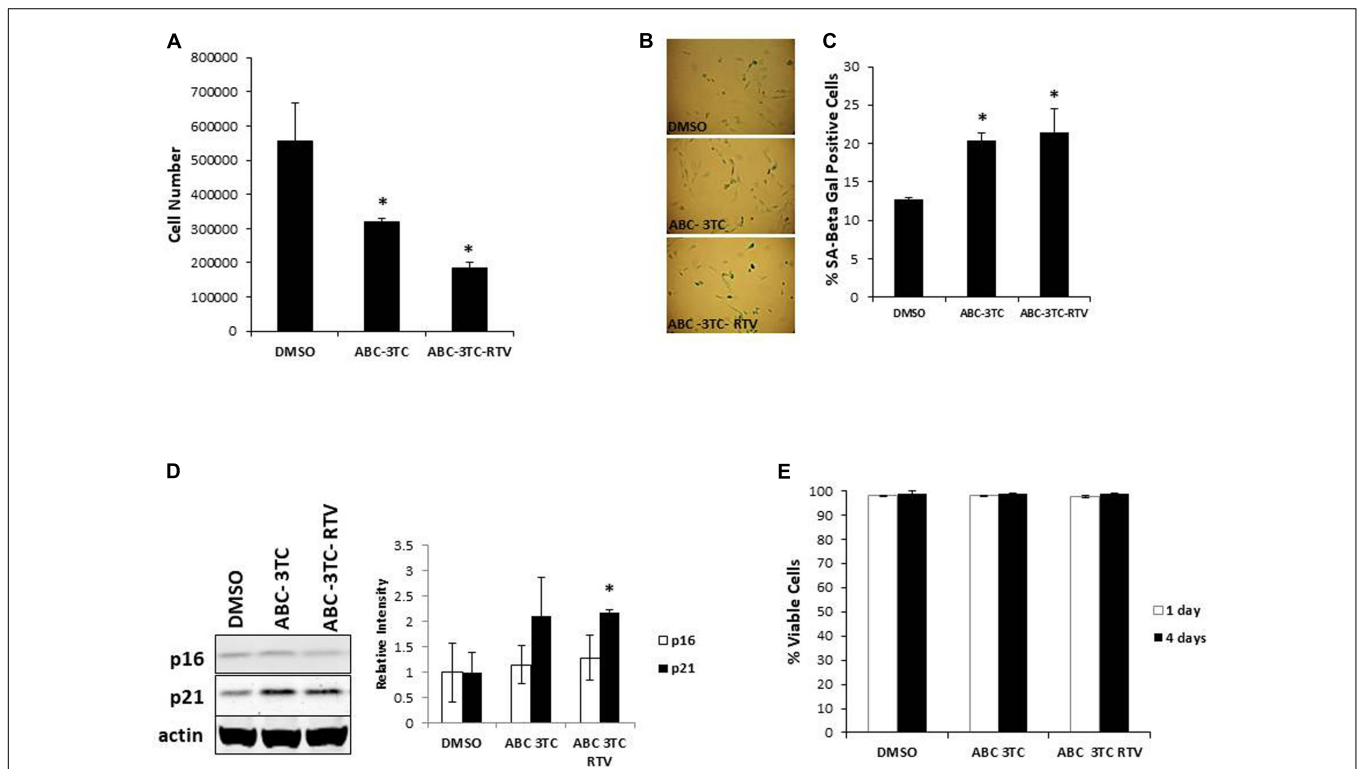 A
800000
700000
600000
500000
400000
300000
200000
100000
0
Cell Number
*
*
DMSO
ABC-3TC
ABC-3TC-RTV
B
DMSO
ABC- 3TC
ABC -3TC- RTV
C
30
25
20
15
10
5
0
% SA-Beta Gal Positive Cells
*
*
DMSO
ABC-3TC
ABC-3TC-RTV
D
DMSO
ABC- 3TC
ABC -3TC- RTV
p16
p21
actin
3.5
3
2.5
2
1.5
1
0.5
0
Relative Intensity
*
DMSO
ABC 3TC
ABC 3TC
RTV
p16
p21
E
100
90
80
70
60
50
40
30
20
10
0
% Viable Cells
DMSO
ABC 3TC
ABC 3TC RTV
1 day
4 days